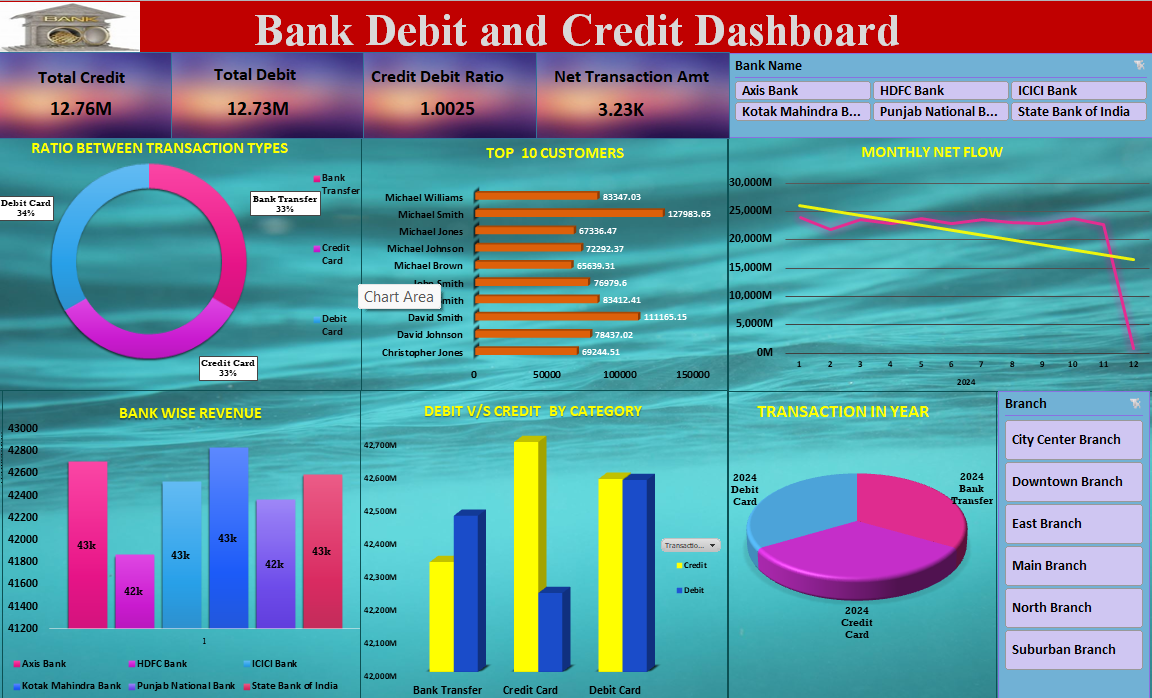 BANK
Bank Debit and Credit Dashboard
Total Credit
12.76M
Total Debit
12.73M
Credit Debit Ratio
1.0025
Net Transaction Amt
3.23K
Bank Name
Axis Bank
HDFC Bank
ICICI Bank
Kotak Mahindra B...
Punjab National B...
State Bank of India
RATIO BETWEEN TRANSACTION TYPES
Debit Card
34%
Bank Transfer
33%
Credit Card
33%
Bank
Transfer
Credit
Card
Debit
Card
TOP 10 CUSTOMERS
Michael Williams 83347.03
Michael Smith 127983.65
Michael Jones 67336.47
Michael Johnson 72292.37
Michael Brown 65639.31
John Smith 76979.6
mith 83412.41
David Smith 111165.15
David Johnson 78437.02
Christopher Jones 69244.51
0 50000 100000 150000
Chart Area
MONTHLY NET FLOW
30,000M
25,000M
20,000M
15,000M
10,000M
5,000M
0M
1 2 3 4 5 6 7 8 9 10 11 12
2024
BANK WISE REVENUE
43000
42800
42600
42400
42200
42000
41800
41600
41400
41200
43k
42k
43k
43k
42k
43k
1
Axis Bank
HDFC Bank
ICICI Bank
Kotak Mahindra Bank
Punjab National Bank
State Bank of India
DEBIT V/S CREDIT BY CATEGORY
42,700M
42,600M
42,500M
42,400M
42,300M
42,200M
42,100M
42,000M
Bank Transfer
Credit Card
Debit Card
Transactio...
Credit
Debit
TRANSACTION IN YEAR
2024
Debit
Card
2024
Bank
Transfer
2024
Credit
Card
Branch
City Center Branch
Downtown Branch
East Branch
Main Branch
North Branch
Suburban Branch